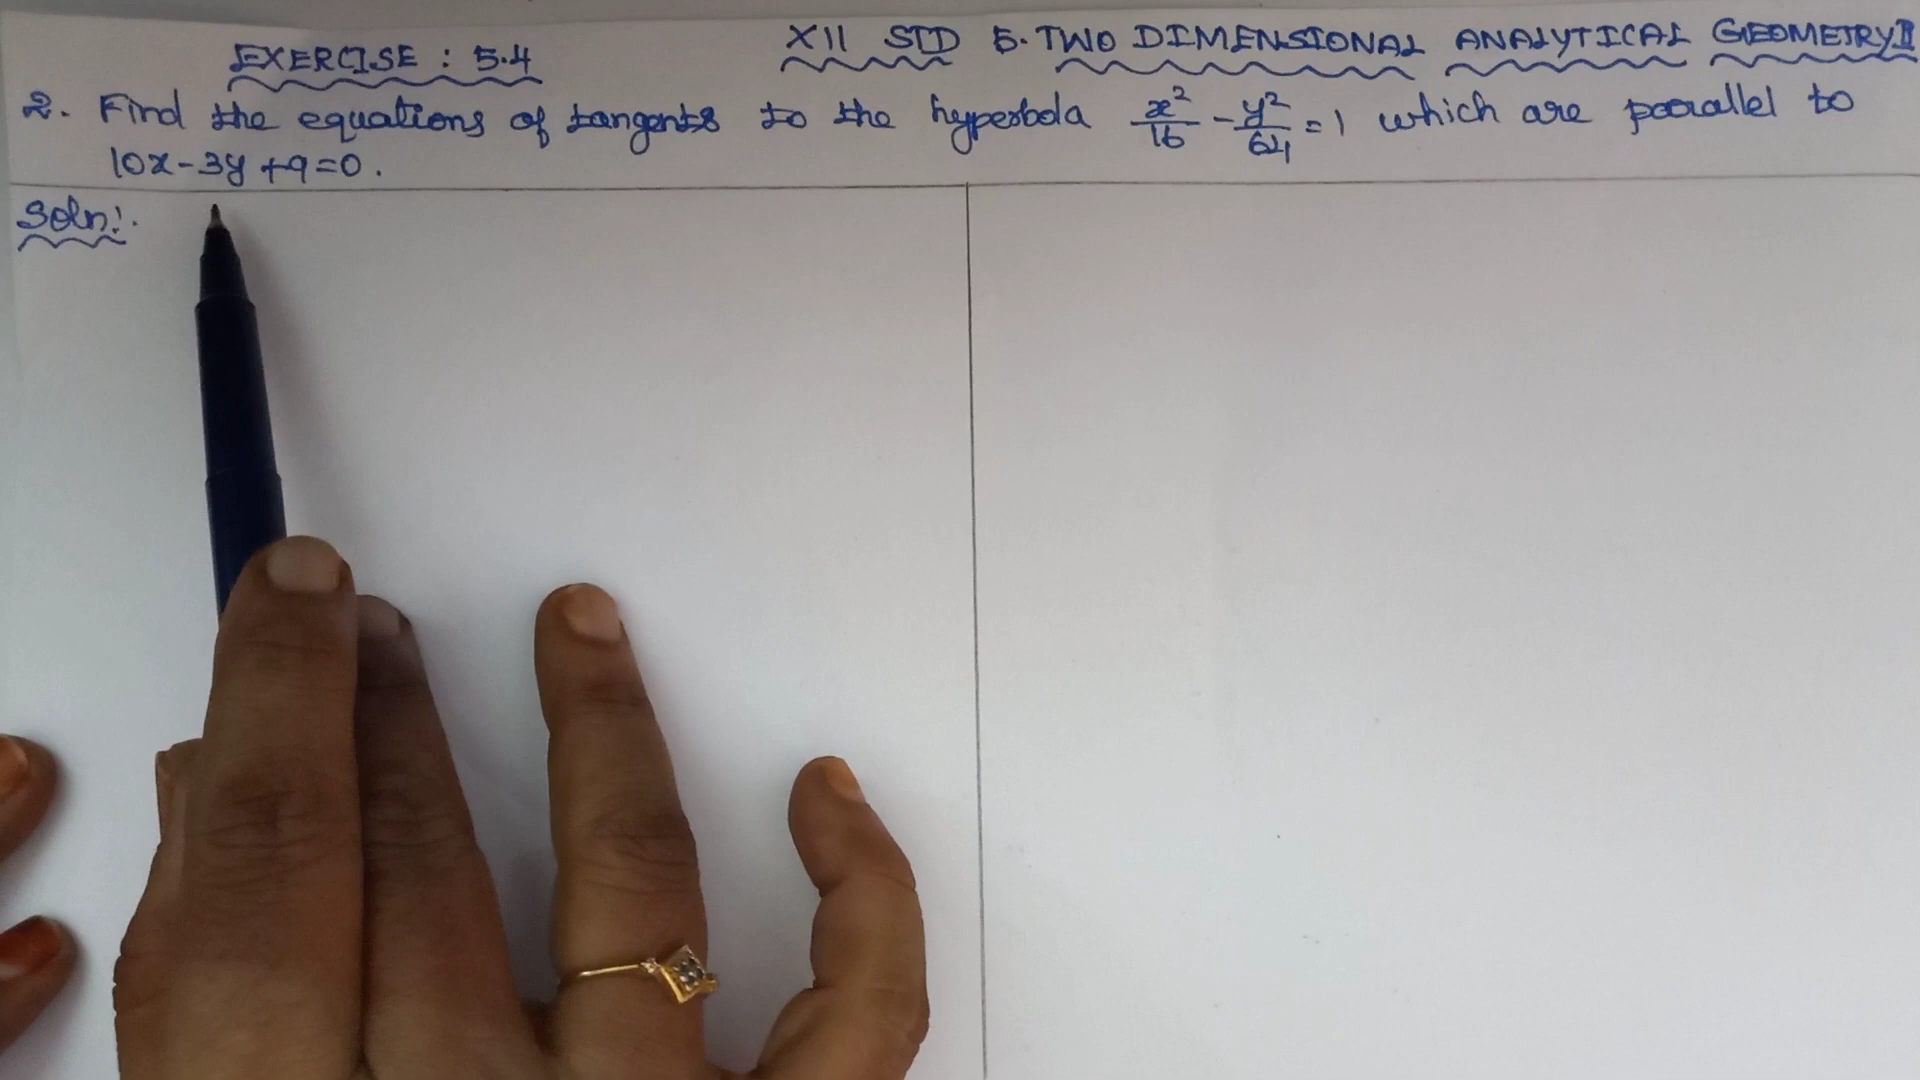 EXERCISE : 5.4
XII STD 5. TWO DIMENSIONAL ANALYTICAL GEOMETRY II
2. Find the equations of tangents to the hyperbola x²/16 - y²/64 = 1 which are parallel to
10x - 3y + 9 = 0.
Soln:.